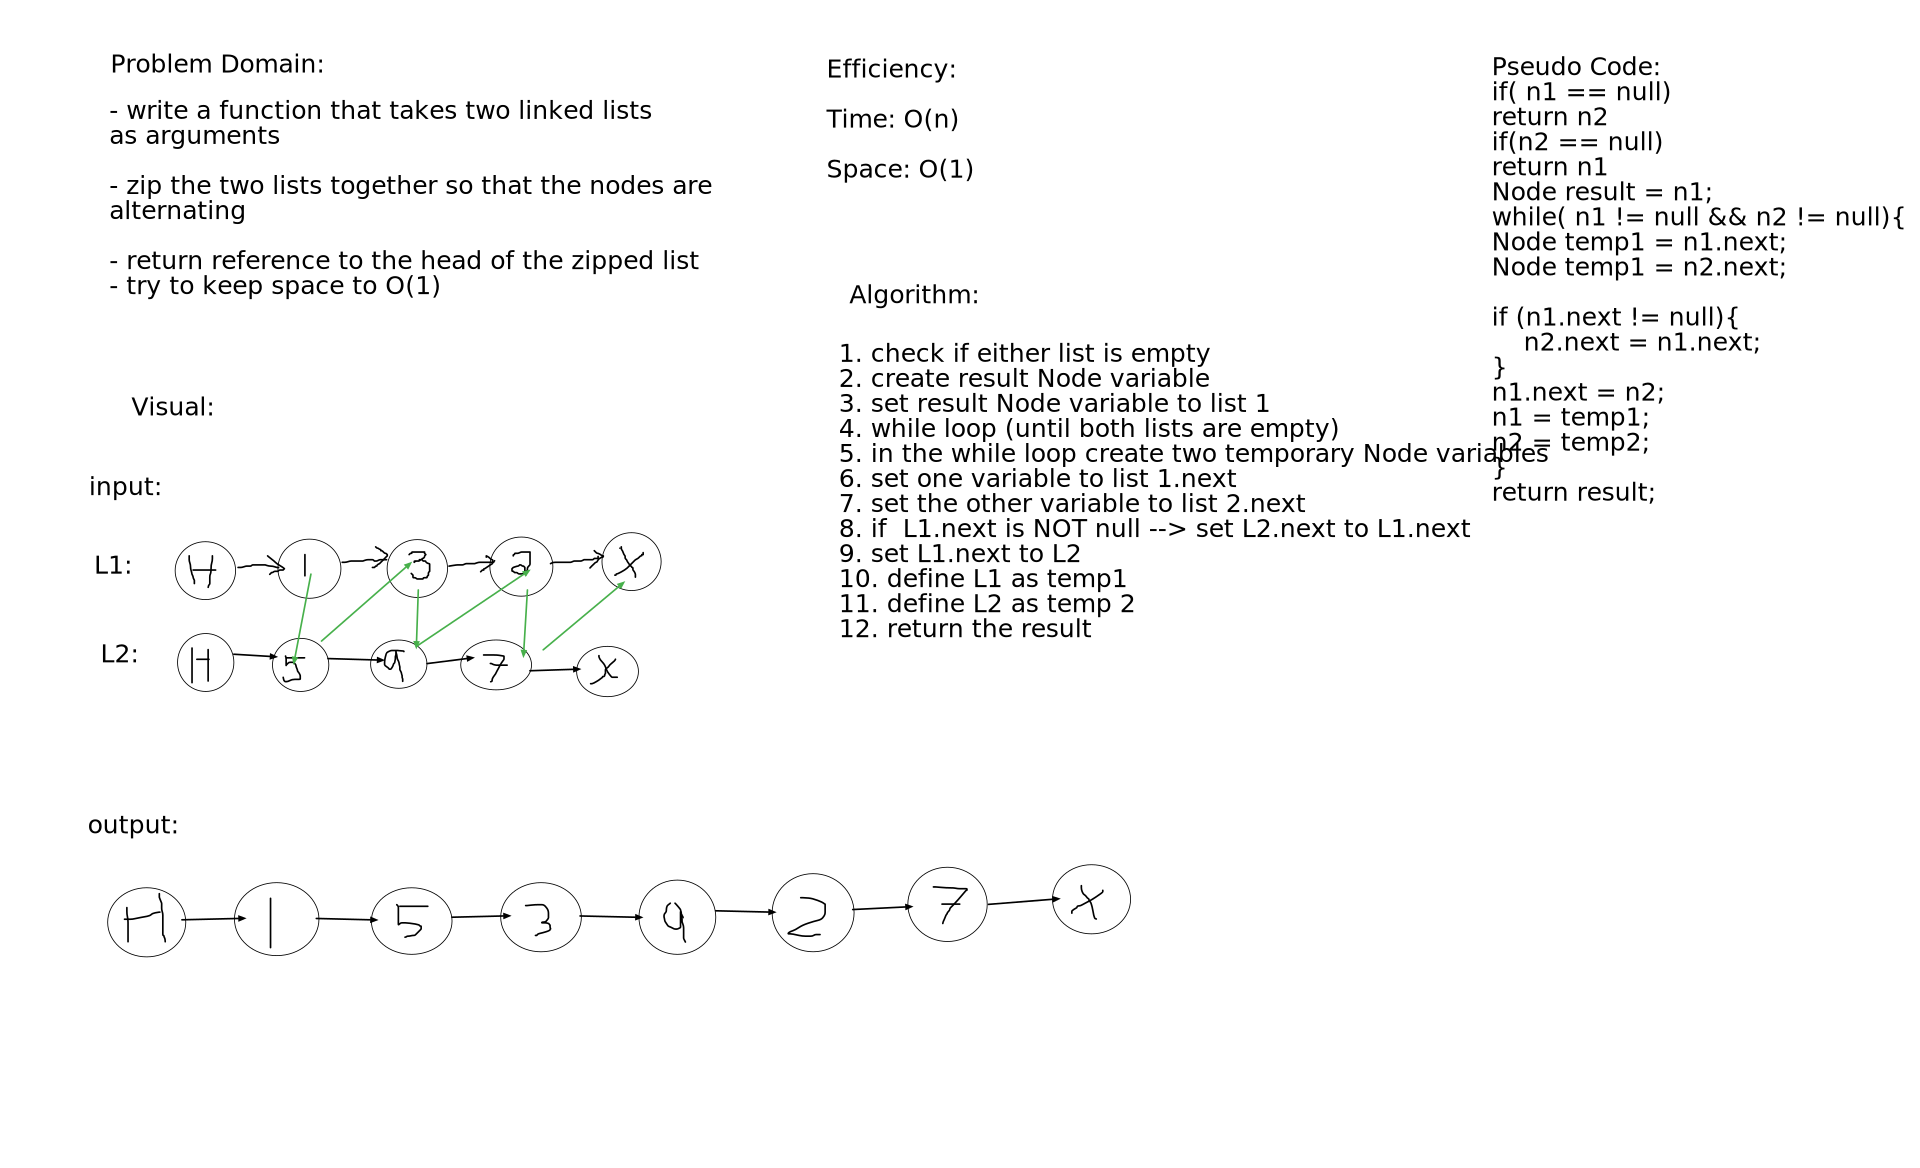 Problem Domain:
- write a function that takes two linked lists
as arguments
- zip the two lists together so that the nodes are
alternating
- return reference to the head of the zipped list
- try to keep space to O(1)
Visual:
input:
L1:
H 1 3 2 X
L2:
H 5 9 7 X
output:
H 1 5 3 9 2 7 X
Efficiency:
Time: O(n)
Space: O(1)
Algorithm:
1. check if either list is empty
2. create result Node variable
3. set result Node variable to list 1
4. while loop (until both lists are empty)
5. in the while loop create two temporary Node variables
6. set one variable to list 1.next
7. set the other variable to list 2.next
8. if  L1.next is NOT null --> set L2.next to L1.next
9. set L1.next to L2
10. define L1 as temp1
11. define L2 as temp 2
12. return the result
Pseudo Code:
if( n1 == null)
return n2
if(n2 == null)
return n1
Node result = n1;
while( n1 != null && n2 != null){
Node temp1 = n1.next;
Node temp1 = n2.next;
if (n1.next != null){
n2.next = n1.next;
}
n1.next = n2;
n1 = temp1;
n2 = temp2;
}
return result;